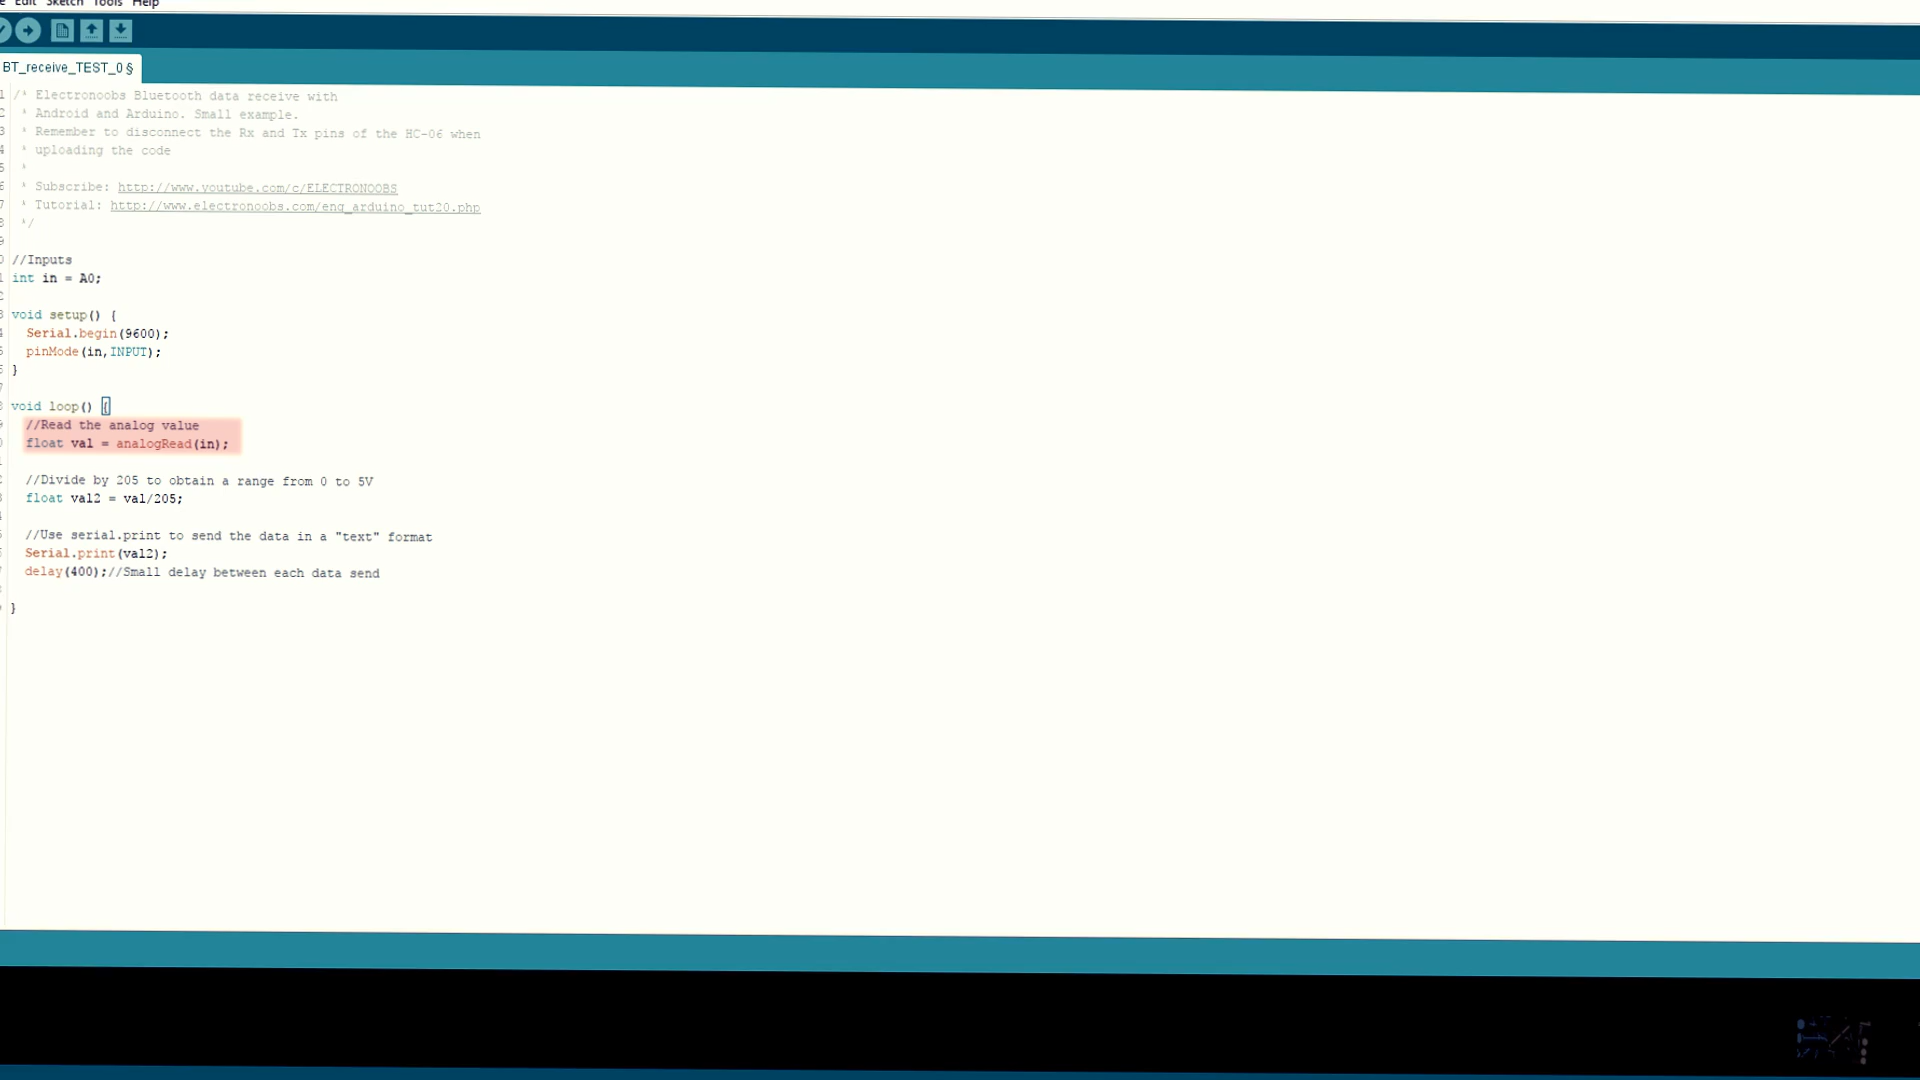 Edit Sketch Tools Help
BT_receive_TEST_0 §
/* Electronoobs Bluetooth data receive with
* Android and Arduino. Small example.
* Remember to disconnect the Rx and Tx pins of the HC-06 when
* uploading the code
*
* Subscribe: http://www.youtube.com/c/ELECTRONOOBS
* Tutorial: http://www.electronoobs.com/eng_arduino_tut20.php
*/
//Inputs
int in = A0;
void setup() {
Serial.begin(9600);
pinMode(in,INPUT);
}
void loop() {
//Read the analog value
float val = analogRead(in);
//Divide by 205 to obtain a range from 0 to 5V
float val2 = val/205;
//Use serial.print to send the data in a "text" format
Serial.print(val2);
delay(400);//Small delay between each data send
}